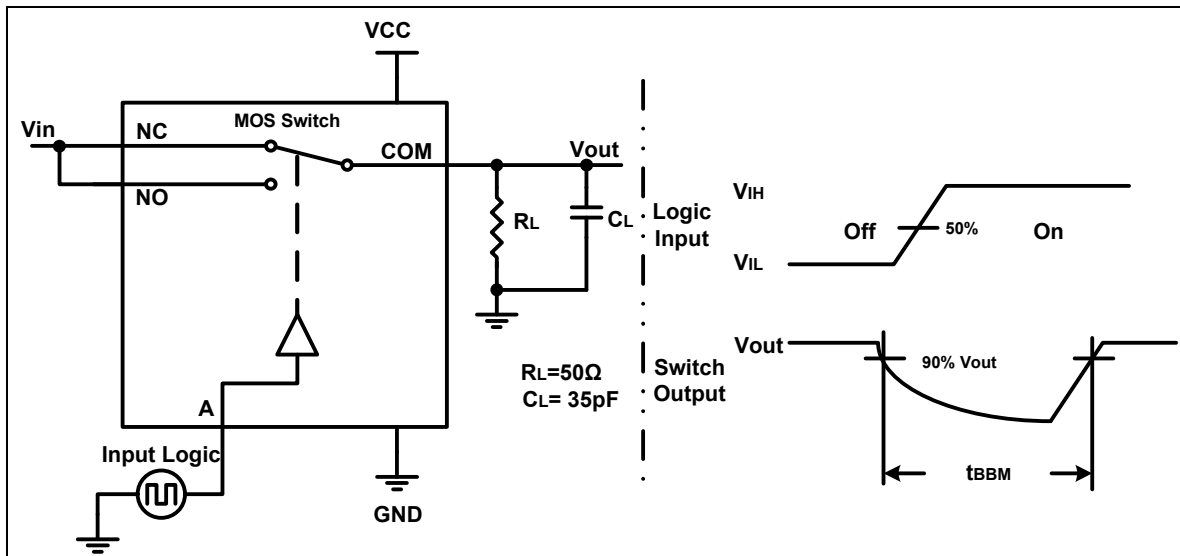 VCC
Vin
NC
MOS Switch
COM
Vout
NO
RL
CL
A
Input Logic
GND
RL=50Ω
CL= 35pF
Logic
Input
VIH
Off
50%
On
VIL
Switch
Output
Vout
90% Vout
tBBM